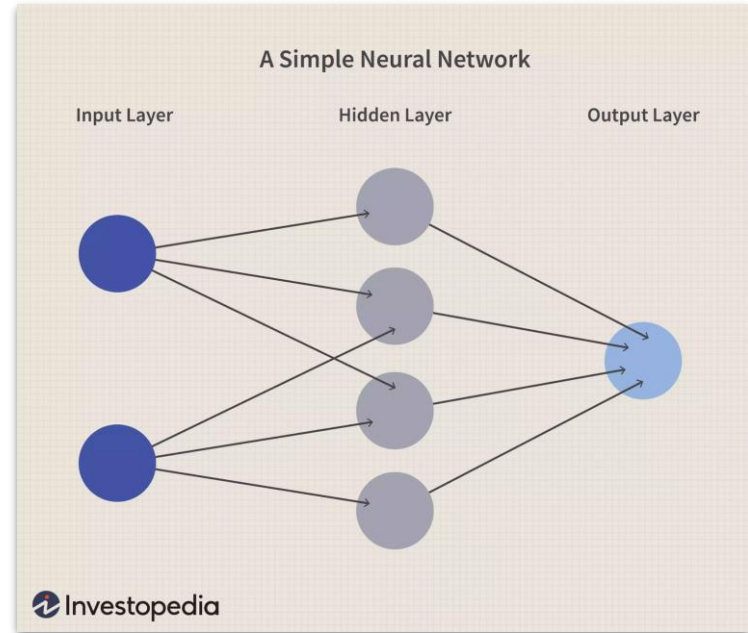 A Simple Neural Network
Input Layer
Hidden Layer
Output Layer
Investopedia